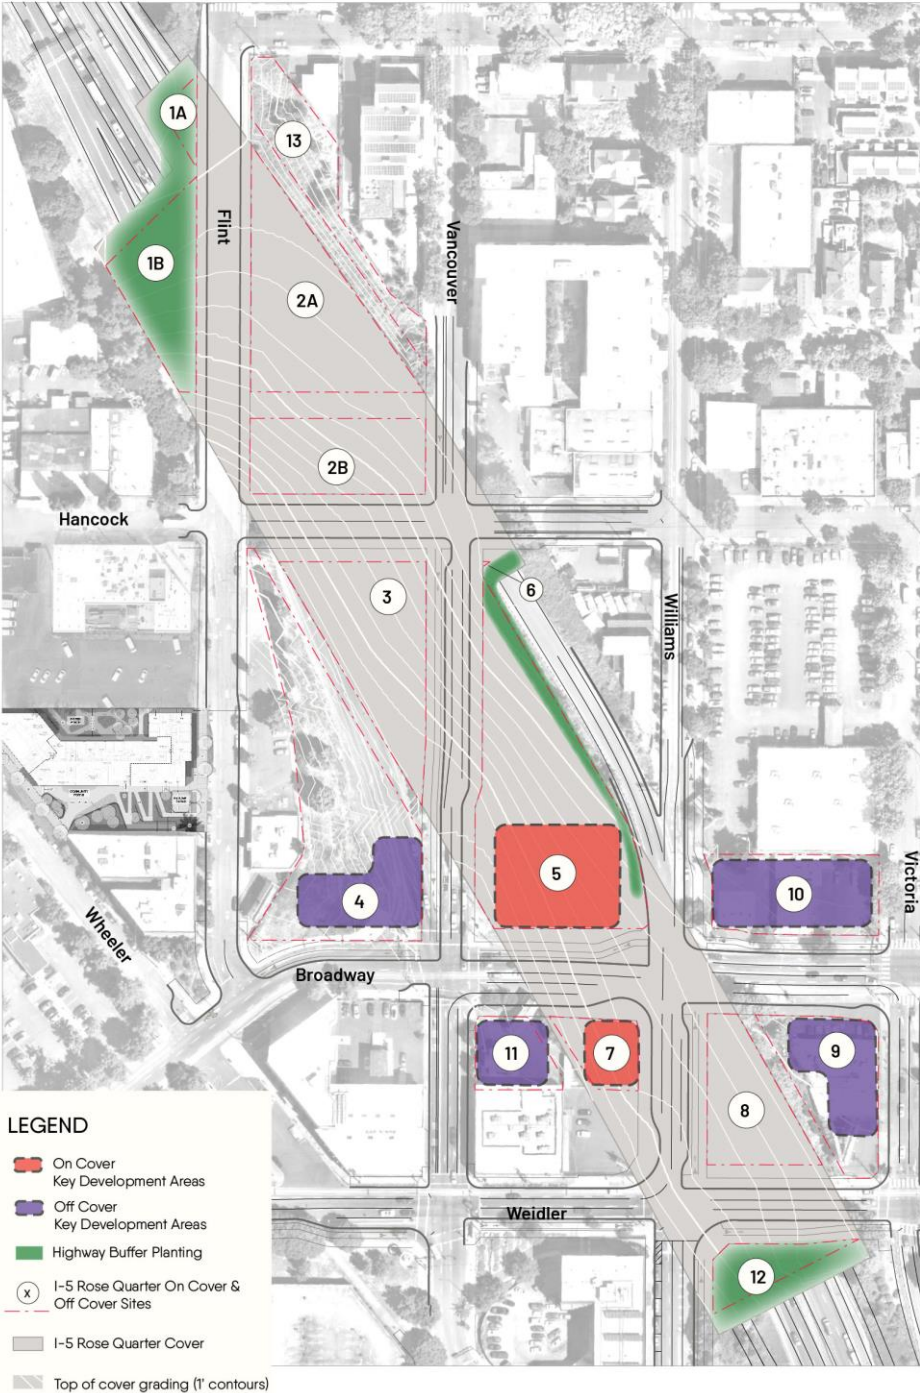 1A
13
Flint
Vancouver
1B
2A
2B
Hancock
3
6
Williams
5
4
10
Victoria
Wheeler
Broadway
11
7
9
8
LEGEND
On Cover
Key Development Areas
Off Cover
Key Development Areas
Weidler
Highway Buffer Planting
12
X
I-5 Rose Quarter On Cover &
Off Cover Sites
I-5 Rose Quarter Cover
Top of cover grading (1' contours)